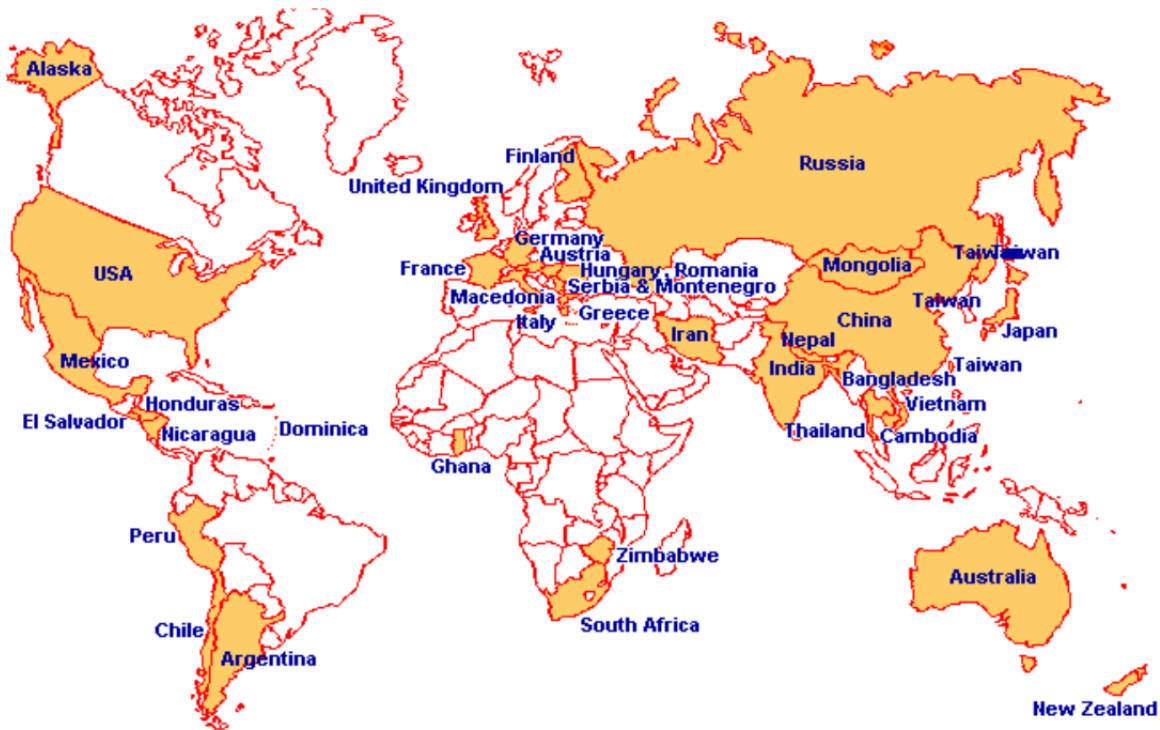 Alaska
Finland
Russia
United Kingdom
Germany
Austria
Taiwan
Taiwan
USA
France
Hungary, Romania
Mongolia
Serbia & Montenegro
Macedonia
Taiwan
Italy
Greece
Iran
China
Japan
Nepal
Mexico
India
Taiwan
Bangladesh
Honduras
Vietnam
El Salvador
Nicaragua
Dominica
Thailand
Cambodia
Ghana
Peru
Zimbabwe
Australia
South Africa
Chile
Argentina
New Zealand